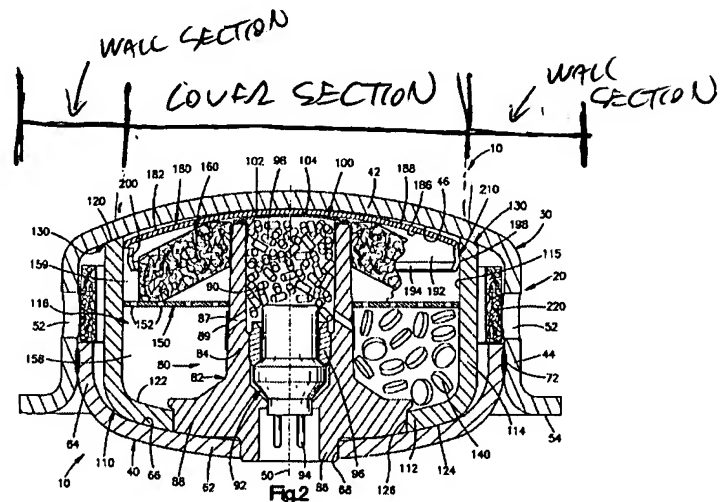 WALL SECTION
COVER SECTION
WALL SECTION
10
200 182 180 160 102 98 104 100 42 188 186 46 210
120 130 198
130 30
159 115
116 20
52 90 194 192 220
152 150 87 52
89
158 84 44
80 72
82
122
64 54
110 66 88 62 92 50 94 96 86 68 126 112 124 140 114
10 40
Fig.2